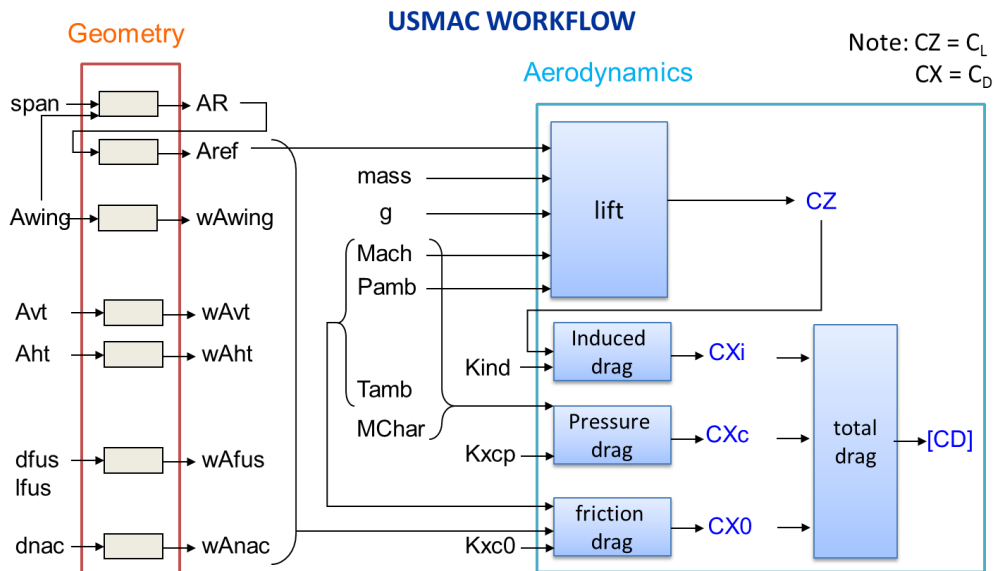 USMAC WORKFLOW
Geometry
Note: CZ = CL
CX = CD
Aerodynamics
span
AR
Aref
mass
lift
CZ
Awing
wAwing
g
Mach
Pamb
Avt
wAvt
Aht
wAht
Induced
drag
CXi
Kind
Tamb
MChar
Pressure
drag
CXc
total
drag
[CD]
Kxcp
dfus
lfus
wAfus
friction
drag
CX0
Kxc0
dnac
wAnac